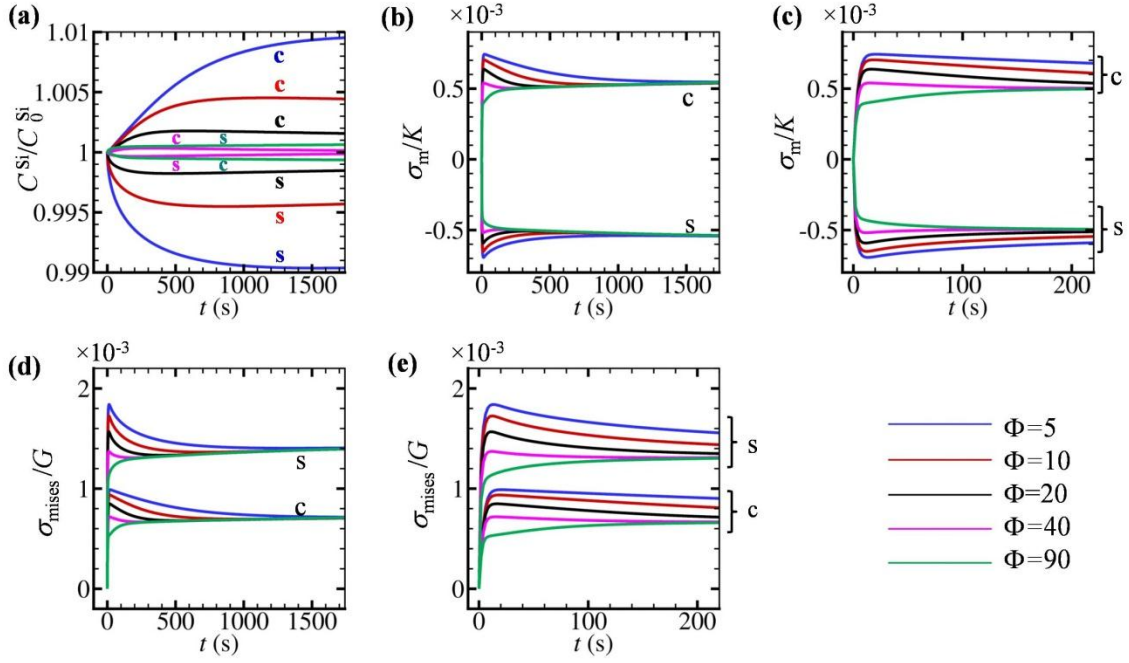 (a)
1.01
1.005
1
0.995
0.99
C^Si/C_0^Si
c
c
c
c s
s c
s
s
s
0 500 1000 1500
t (s)
(b)
×10^-3
0.5
0
-0.5
σ_m/K
c
s
0 500 1000 1500
t (s)
(c)
0.5
0
-0.5
σ_m/K
c
s
0 100 200
t (s)
(d)
×10^-3
2
1
0
σ_mises/G
s
c
0 500 1000 1500
t (s)
(e)
×10^-3
2
1
0
σ_mises/G
s
c
0 100 200
t (s)
Φ=5
Φ=10
Φ=20
Φ=40
Φ=90
×10^-3